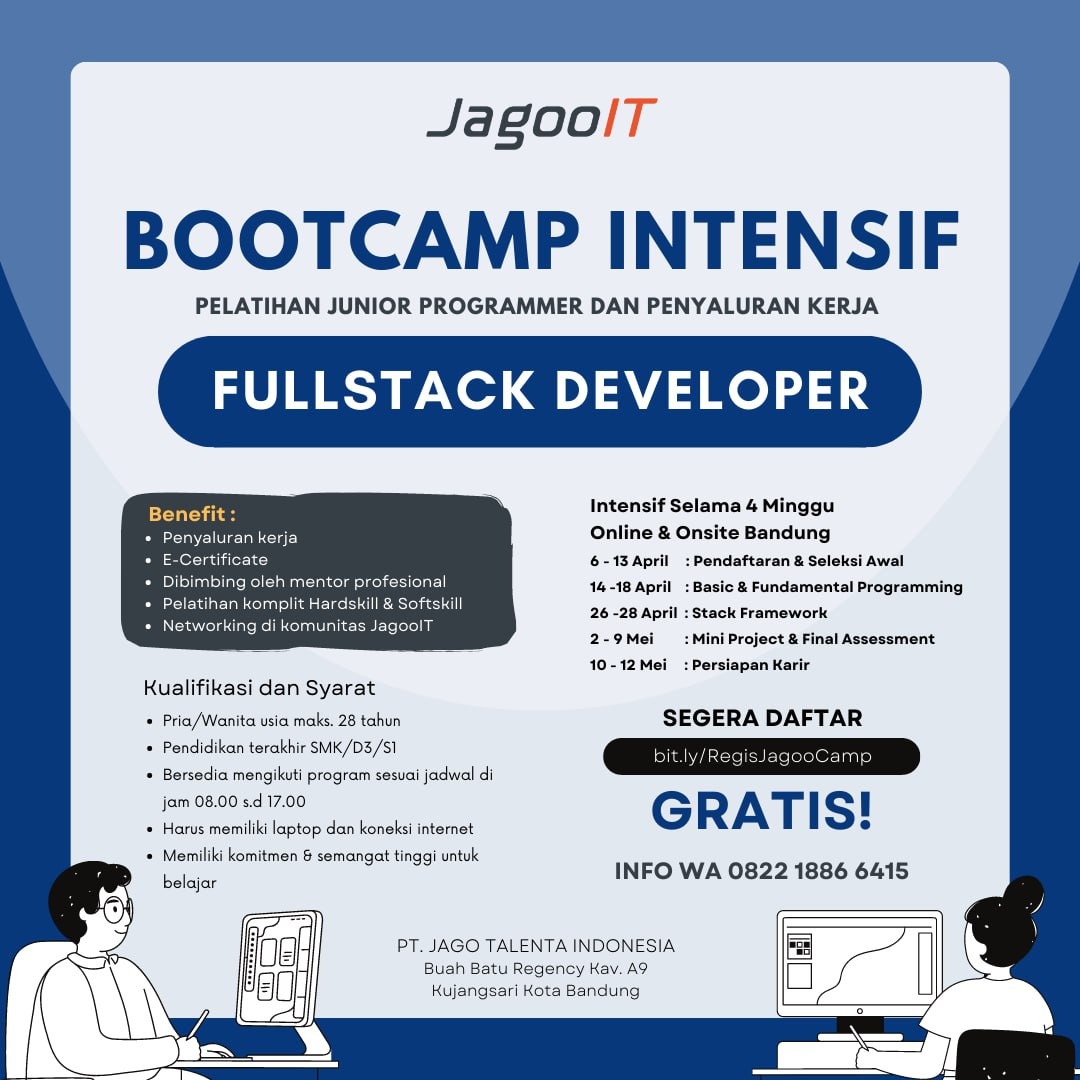 JagooIT
BOOTCAMP INTENSIF
PELATIHAN JUNIOR PROGRAMMER DAN PENYALURAN KERJA
FULLSTACK DEVELOPER
Benefit :
• Penyaluran kerja
• E-Certificate
• Dibimbing oleh mentor profesional
• Pelatihan komplit Hardskill & Softskill
• Networking di komunitas JagooIT
Kualifikasi dan Syarat
• Pria/Wanita usia maks. 28 tahun
• Pendidikan terakhir SMK/D3/S1
• Bersedia mengikuti program sesuai jadwal di
jam 08.00 s.d 17.00
• Harus memiliki laptop dan koneksi internet
• Memiliki komitmen & semangat tinggi untuk
belajar
Intensif Selama 4 Minggu
Online & Onsite Bandung
6 - 13 April : Pendaftaran & Seleksi Awal
14 -18 April : Basic & Fundamental Programming
26 -28 April : Stack Framework
2 - 9 Mei : Mini Project & Final Assessment
10 - 12 Mei : Persiapan Karir
SEGERA DAFTAR
bit.ly/RegisJagooCamp
GRATIS!
INFO WA 0822 1886 6415
PT. JAGO TALENTA INDONESIA
Buah Batu Regency Kav. A9
Kujangsari Kota Bandung